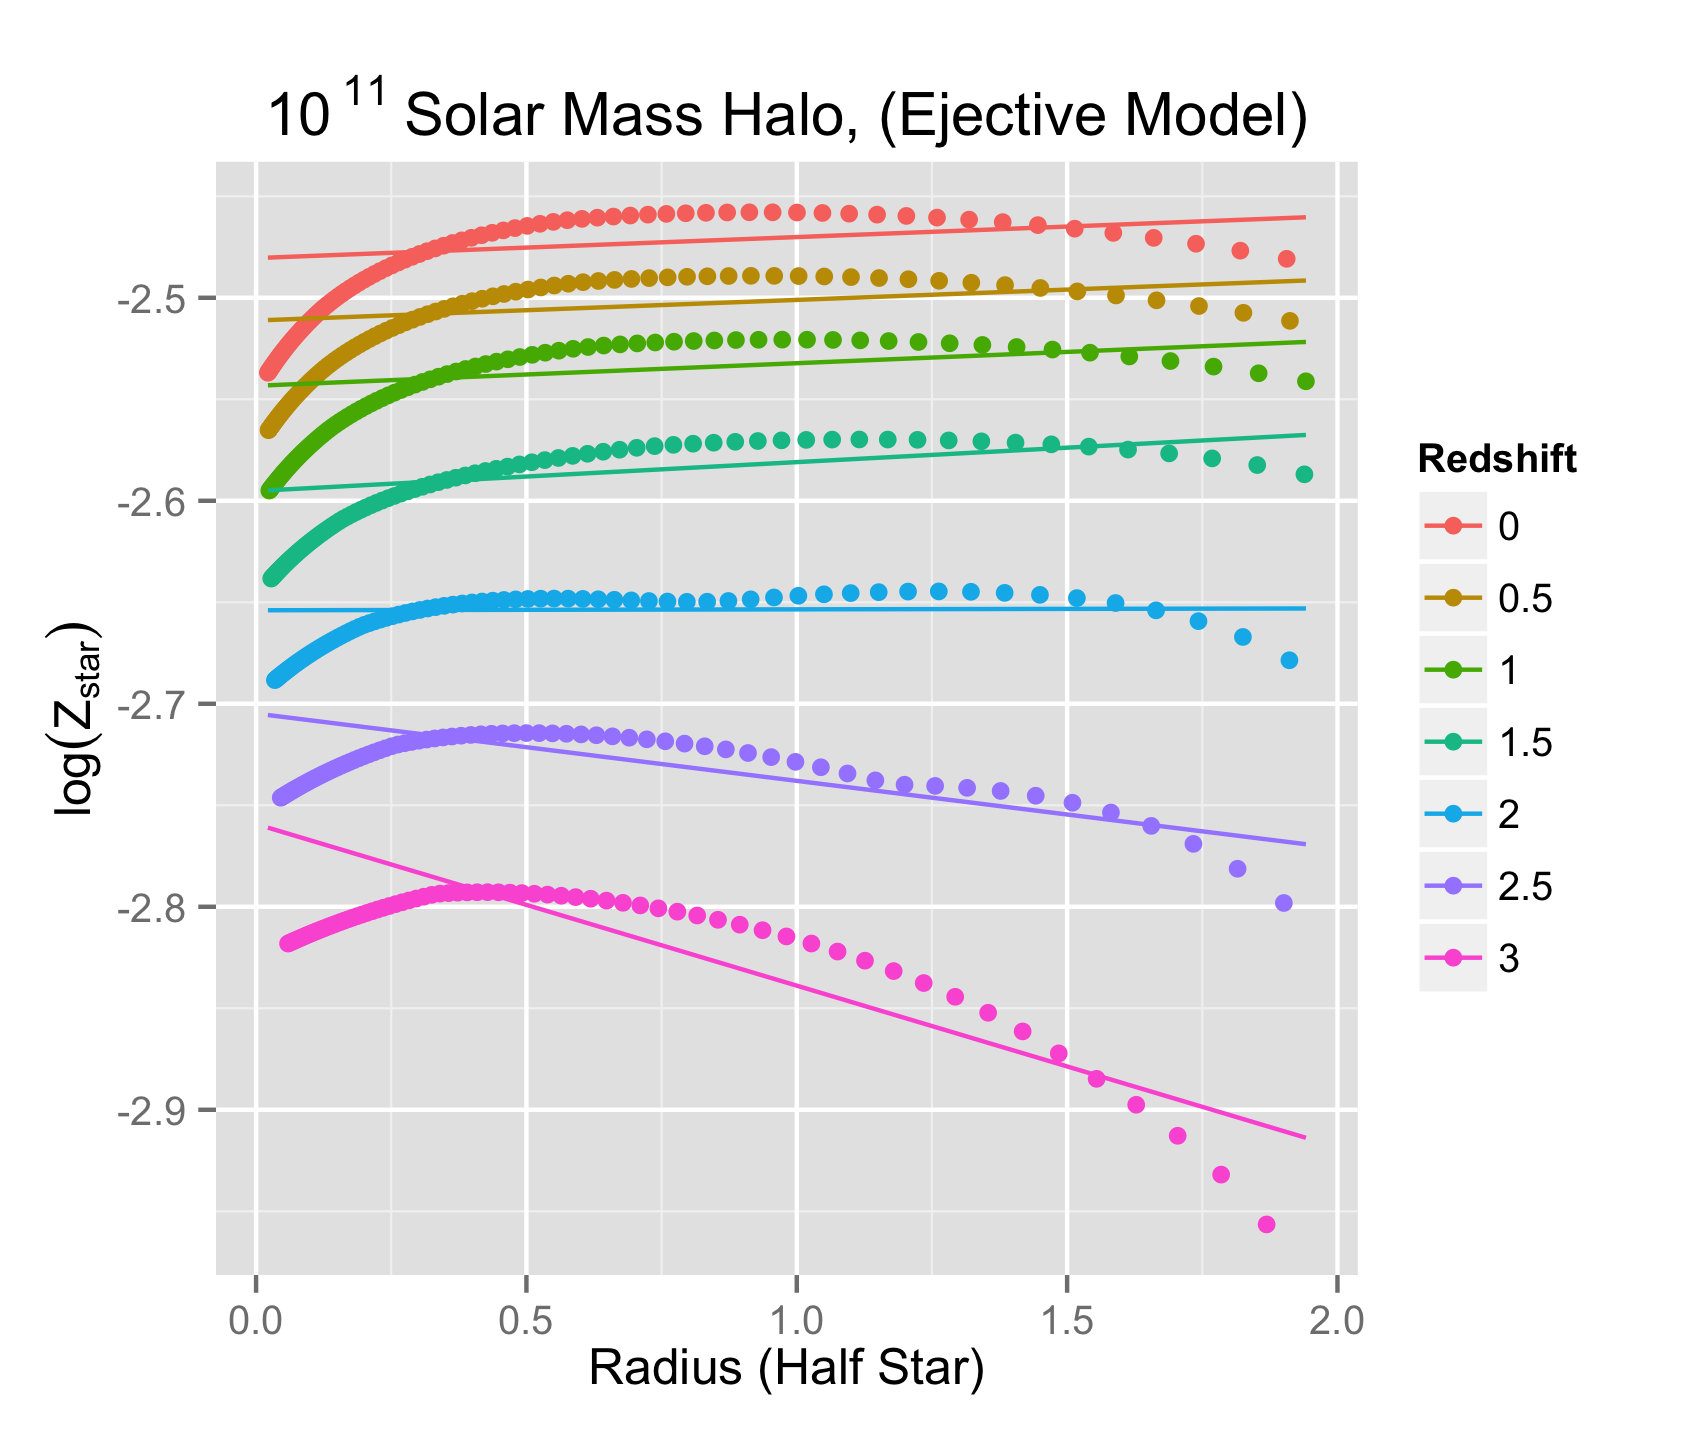 10^11 Solar Mass Halo, (Ejective Model)
log(Z_star)
-2.5
-2.6
-2.7
-2.8
-2.9
0.0 0.5 1.0 1.5 2.0
Radius (Half Star)
Redshift
0
0.5
1
1.5
2
2.5
3